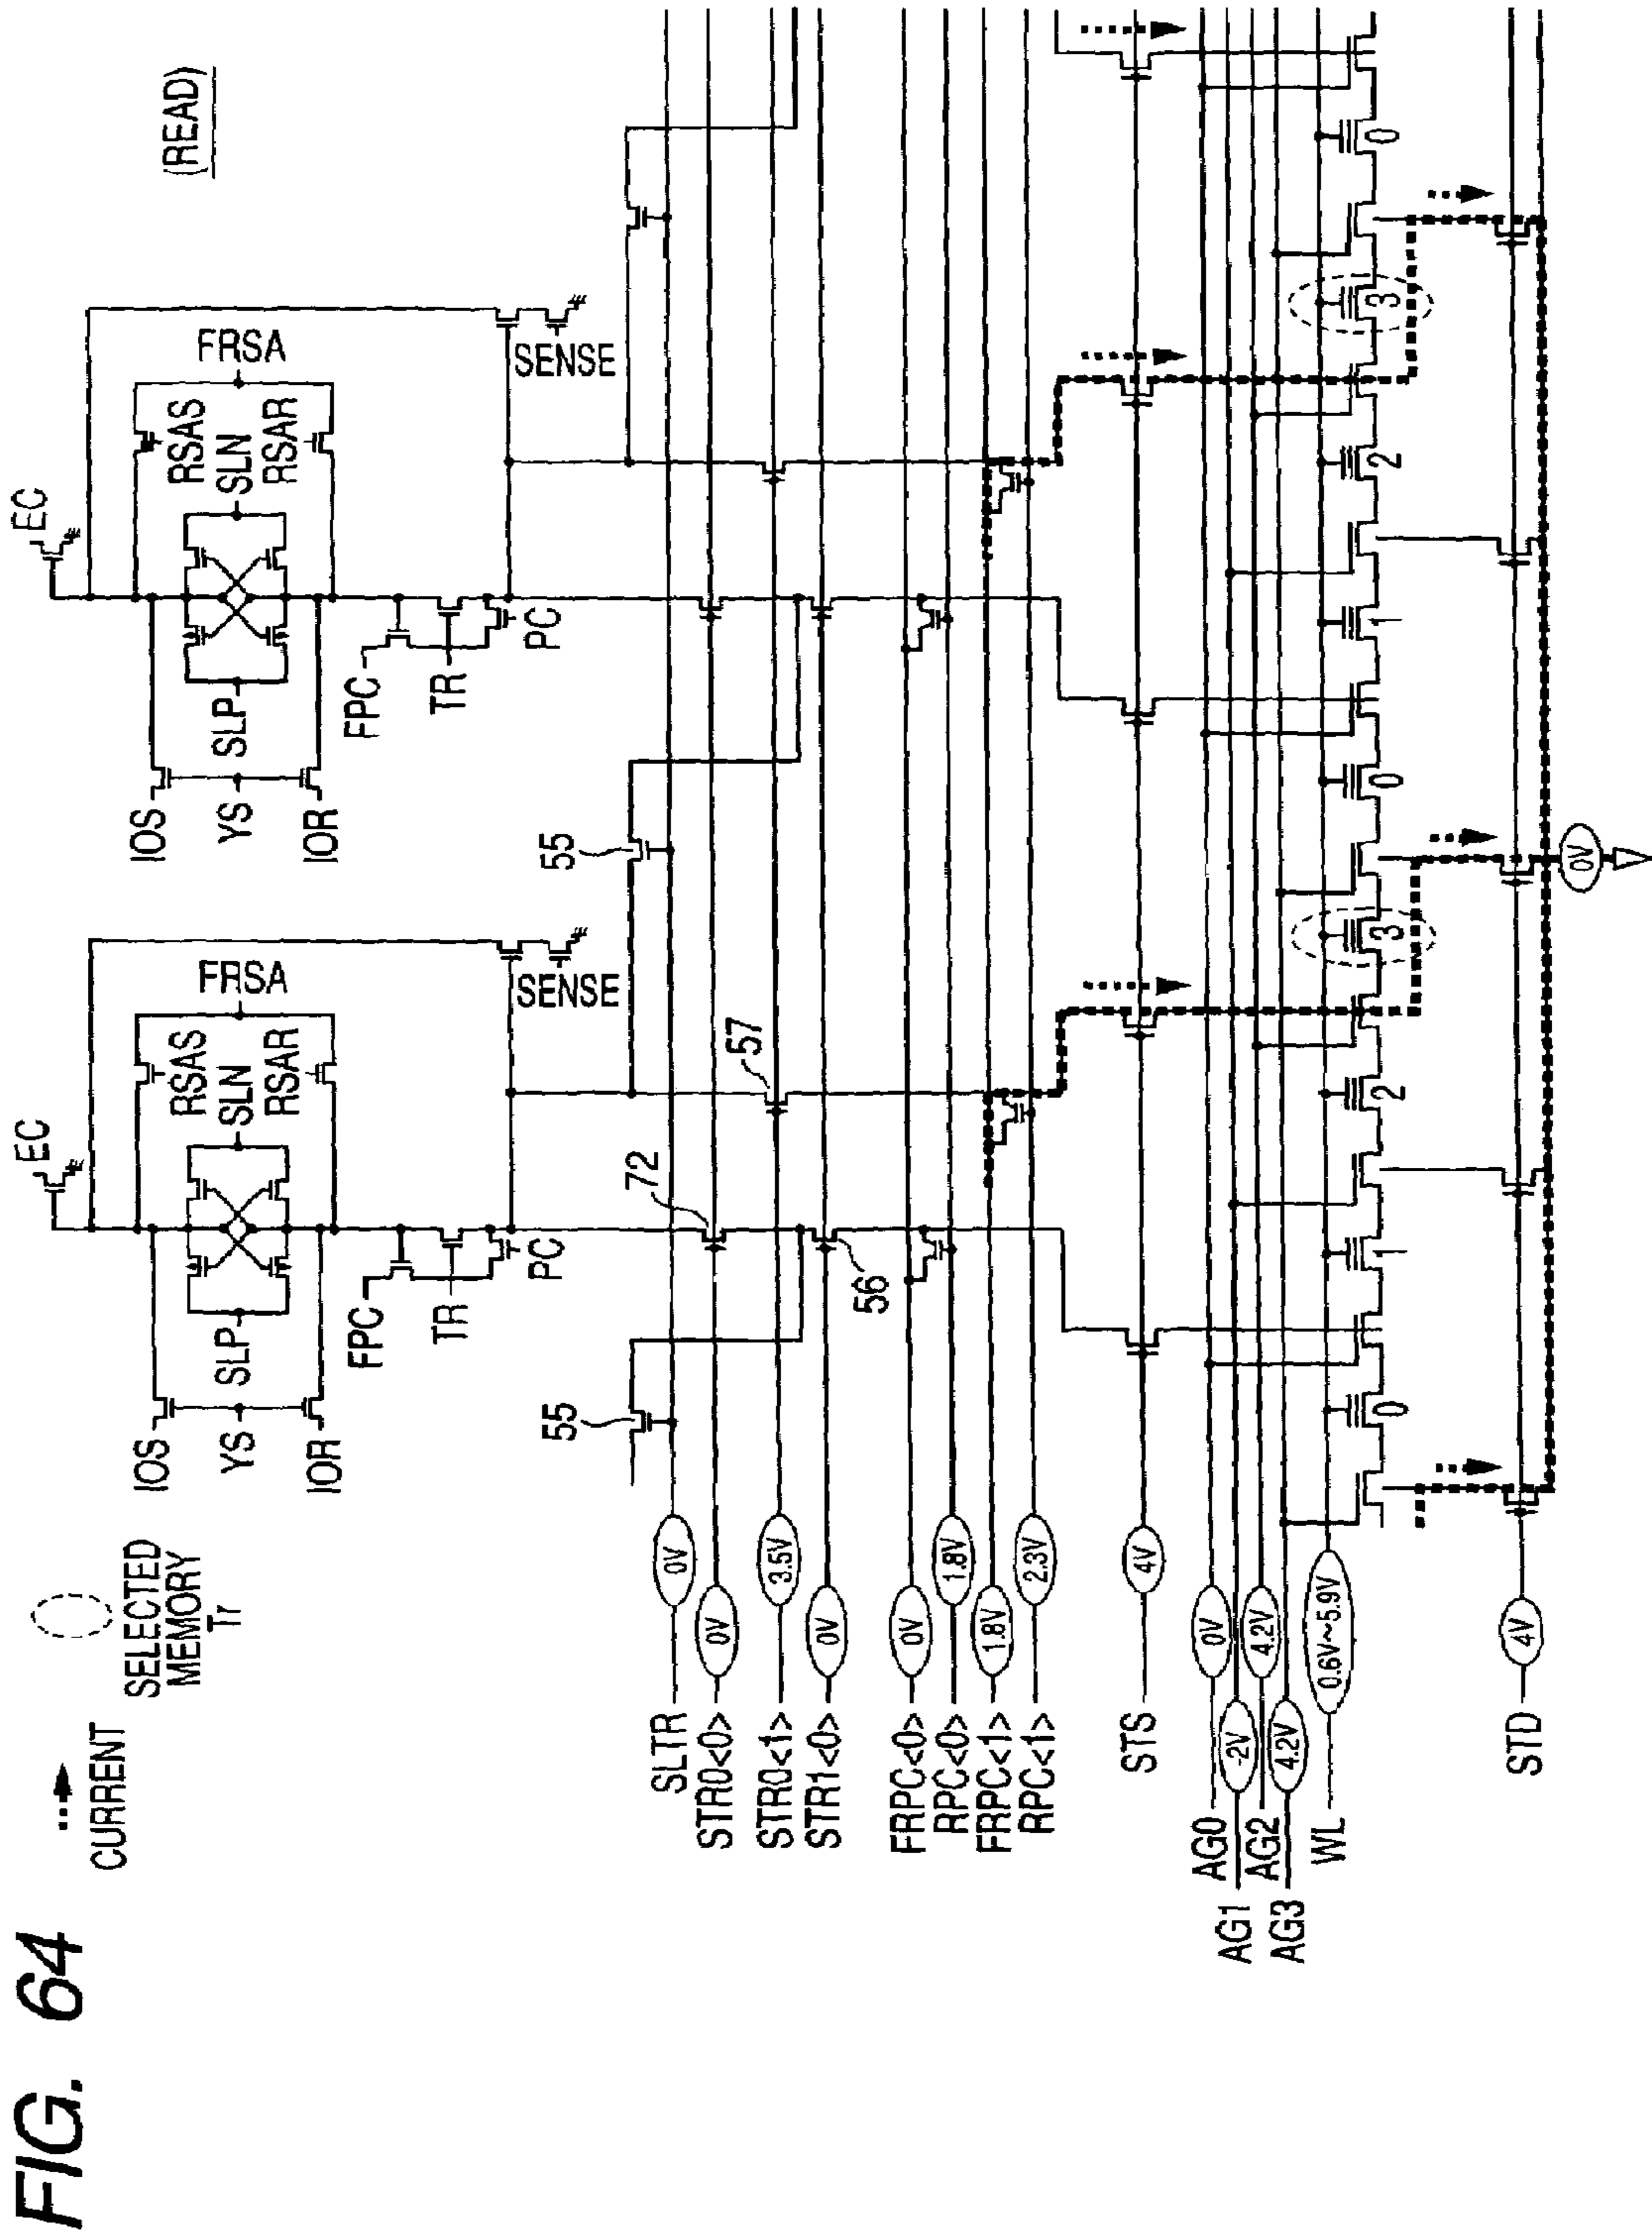 FIG. 64
CURRENT
SELECTED
MEMORY
Tr
(READ)
EC
IOS
YS
IOR
SLP
SLN
RSAS
RSAR
FRSA
FPC
TR
PC
SENSE
EC
IOS
YS
IOR
SLP
SLN
RSAS
RSAR
FRSA
FPC
TR
PC
SENSE
55
72
57
56
55
SLTR 0V
STR0<0> 0V
STR0<1> 3.5V
STR1<0> 0V
FRPC<0> 0V
RPC<0> 1.8V
FRPC<1> 1.8V
RPC<1> 2.3V
STS 4V
AG0 0V
AG1 -2V
AG2 4.2V
AG3 4.2V
WL 0.6V~5.9V
0 1 2 3 0 1 2 3 0
STD 4V
0V